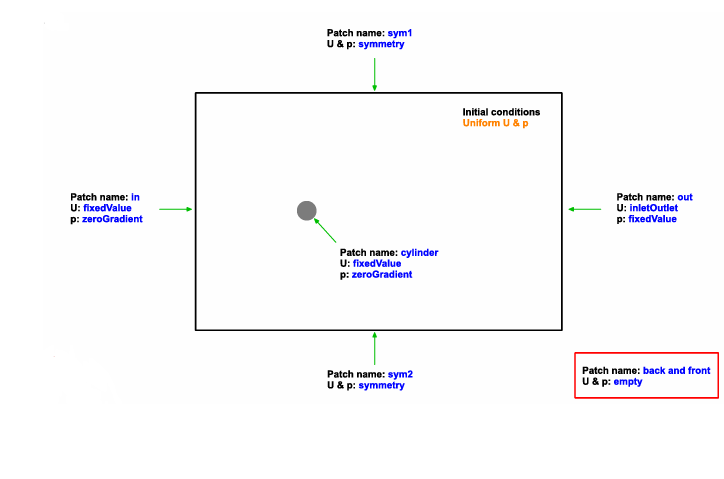 Patch name: sym1
U & p: symmetry
Initial conditions
Uniform U & p
Patch name: in
U: fixedValue
p: zeroGradient
Patch name: out
U: inletOutlet
p: fixedValue
Patch name: cylinder
U: fixedValue
p: zeroGradient
Patch name: sym2
U & p: symmetry
Patch name: back and front
U & p: empty